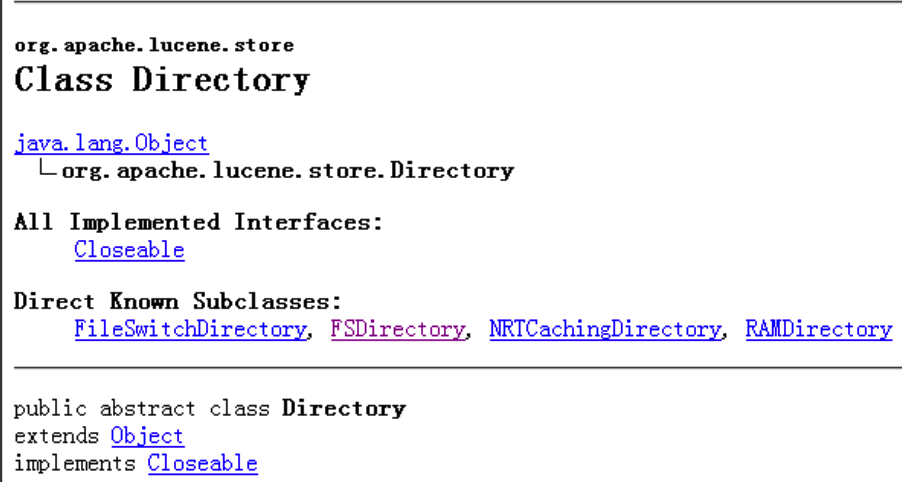 org.apache.lucene.store
Class Directory
java.lang.Object
org.apache.lucene.store.Directory
All Implemented Interfaces:
Closeable
Direct Known Subclasses:
FileSwitchDirectory, FSDirectory, NRTCachingDirectory, RAMDirectory
public abstract class Directory
extends Object
implements Closeable